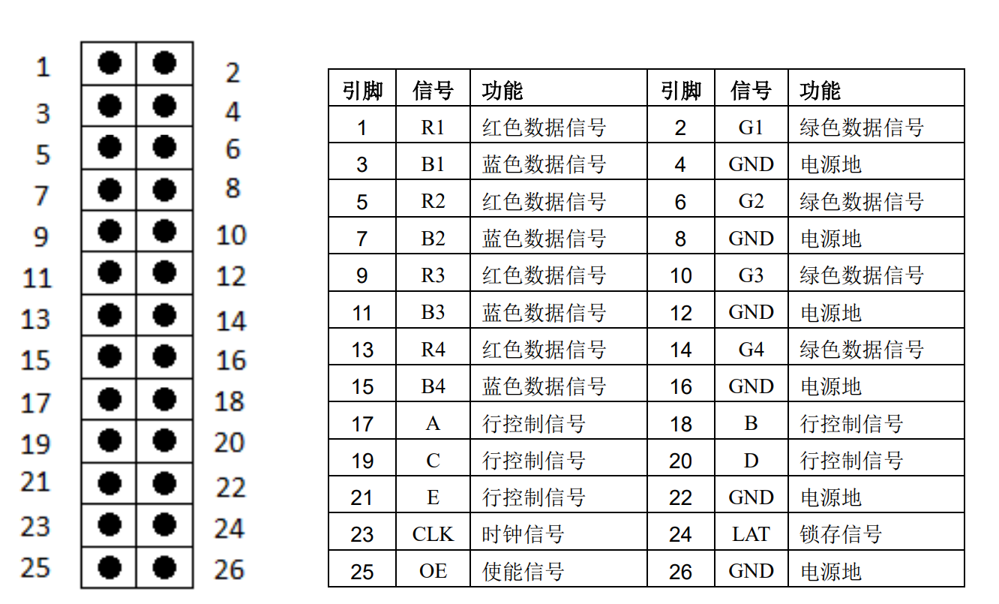 1 2
3 4
5 6
7 8
9 10
11 12
13 14
15 16
17 18
19 20
21 22
23 24
25 26
引脚 信号 功能 引脚 信号 功能
1 R1 红色数据信号 2 G1 绿色数据信号
3 B1 蓝色数据信号 4 GND 电源地
5 R2 红色数据信号 6 G2 绿色数据信号
7 B2 蓝色数据信号 8 GND 电源地
9 R3 红色数据信号 10 G3 绿色数据信号
11 B3 蓝色数据信号 12 GND 电源地
13 R4 红色数据信号 14 G4 绿色数据信号
15 B4 蓝色数据信号 16 GND 电源地
17 A 行控制信号 18 B 行控制信号
19 C 行控制信号 20 D 行控制信号
21 E 行控制信号 22 GND 电源地
23 CLK 时钟信号 24 LAT 锁存信号
25 OE 使能信号 26 GND 电源地